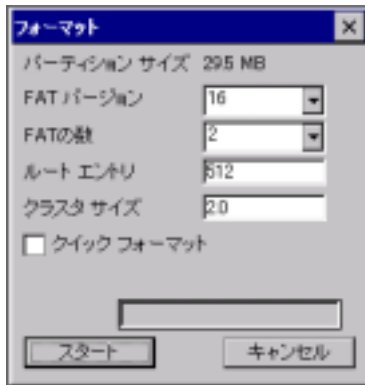 フォーマット
パーティション サイズ 29.5 MB
FAT バージョン 16
FATの数 2
ルート エントリ 512
クラスタ サイズ 2.0
クイック フォーマット
スタート キャンセル